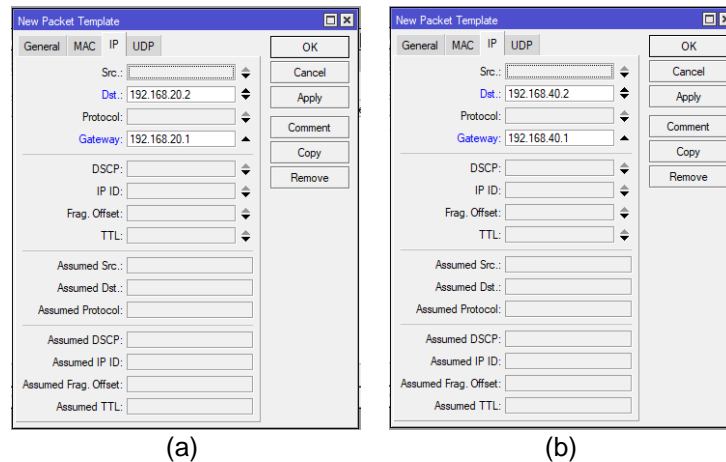 New Packet Template
General MAC IP UDP
OK
Src.:
Cancel
Dst.: 192.168.20.2
Apply
Protocol:
Gateway: 192.168.20.1
Comment
Copy
DSCP:
Remove
IP ID:
Frag. Offset:
TTL:
Assumed Src.:
Assumed Dst.:
Assumed Protocol:
Assumed DSCP:
Assumed IP ID:
Assumed Frag. Offset:
Assumed TTL:
(a)
New Packet Template
General MAC IP UDP
OK
Src.:
Cancel
Dst.: 192.168.40.2
Apply
Protocol:
Gateway: 192.168.40.1
Comment
Copy
DSCP:
Remove
IP ID:
Frag. Offset:
TTL:
Assumed Src.:
Assumed Dst.:
Assumed Protocol:
Assumed DSCP:
Assumed IP ID:
Assumed Frag. Offset:
Assumed TTL:
(b)